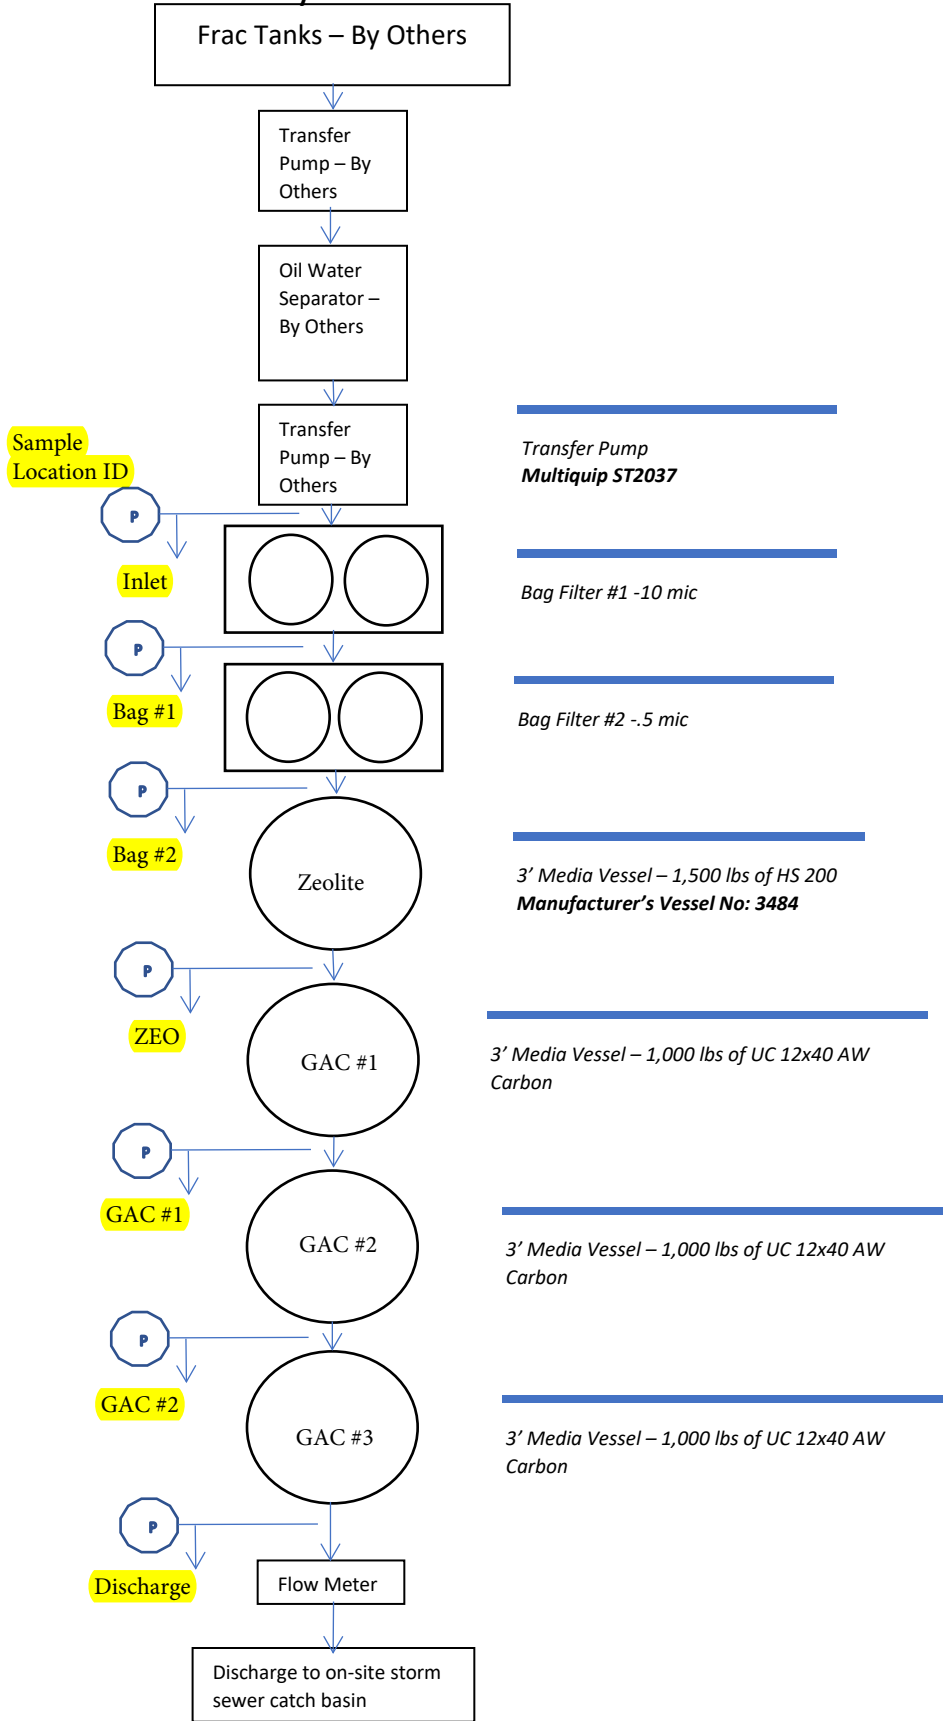 Frac Tanks – By Others
Transfer
Pump – By
Others
Oil Water
Separator –
By Others
Transfer
Pump – By
Others
Transfer Pump
Multiquip ST2037
Sample
Location ID
P
Inlet
Bag Filter #1 -10 mic
P
Bag #1
Bag Filter #2 -.5 mic
P
Bag #2
Zeolite
3’ Media Vessel – 1,500 lbs of HS 200
Manufacturer’s Vessel No: 3484
P
ZEO
GAC #1
3’ Media Vessel – 1,000 lbs of UC 12x40 AW
Carbon
P
GAC #1
GAC #2
3’ Media Vessel – 1,000 lbs of UC 12x40 AW
Carbon
P
GAC #2
GAC #3
3’ Media Vessel – 1,000 lbs of UC 12x40 AW
Carbon
P
Discharge
Flow Meter
Discharge to on-site storm
sewer catch basin